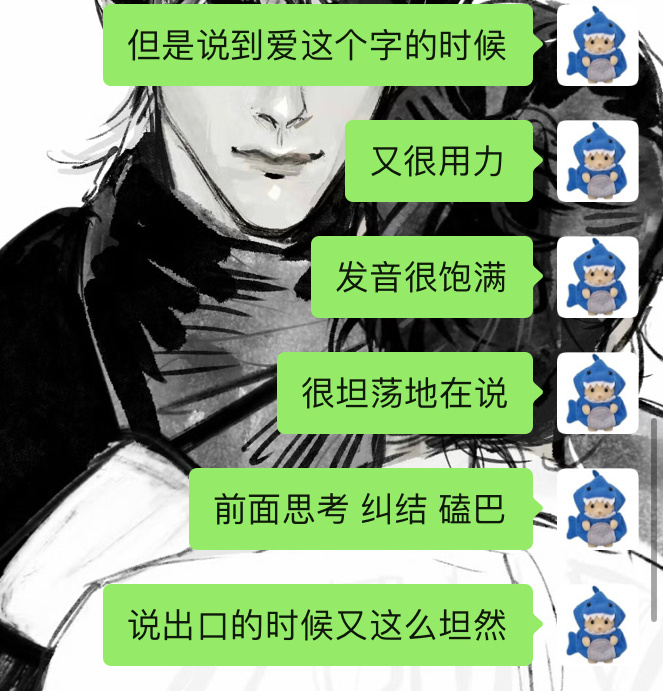 但是说到爱这个字的时候
又很用力
发音很饱满
很坦荡地在说
前面思考 纠结 磕巴
说出口的时候又这么坦然